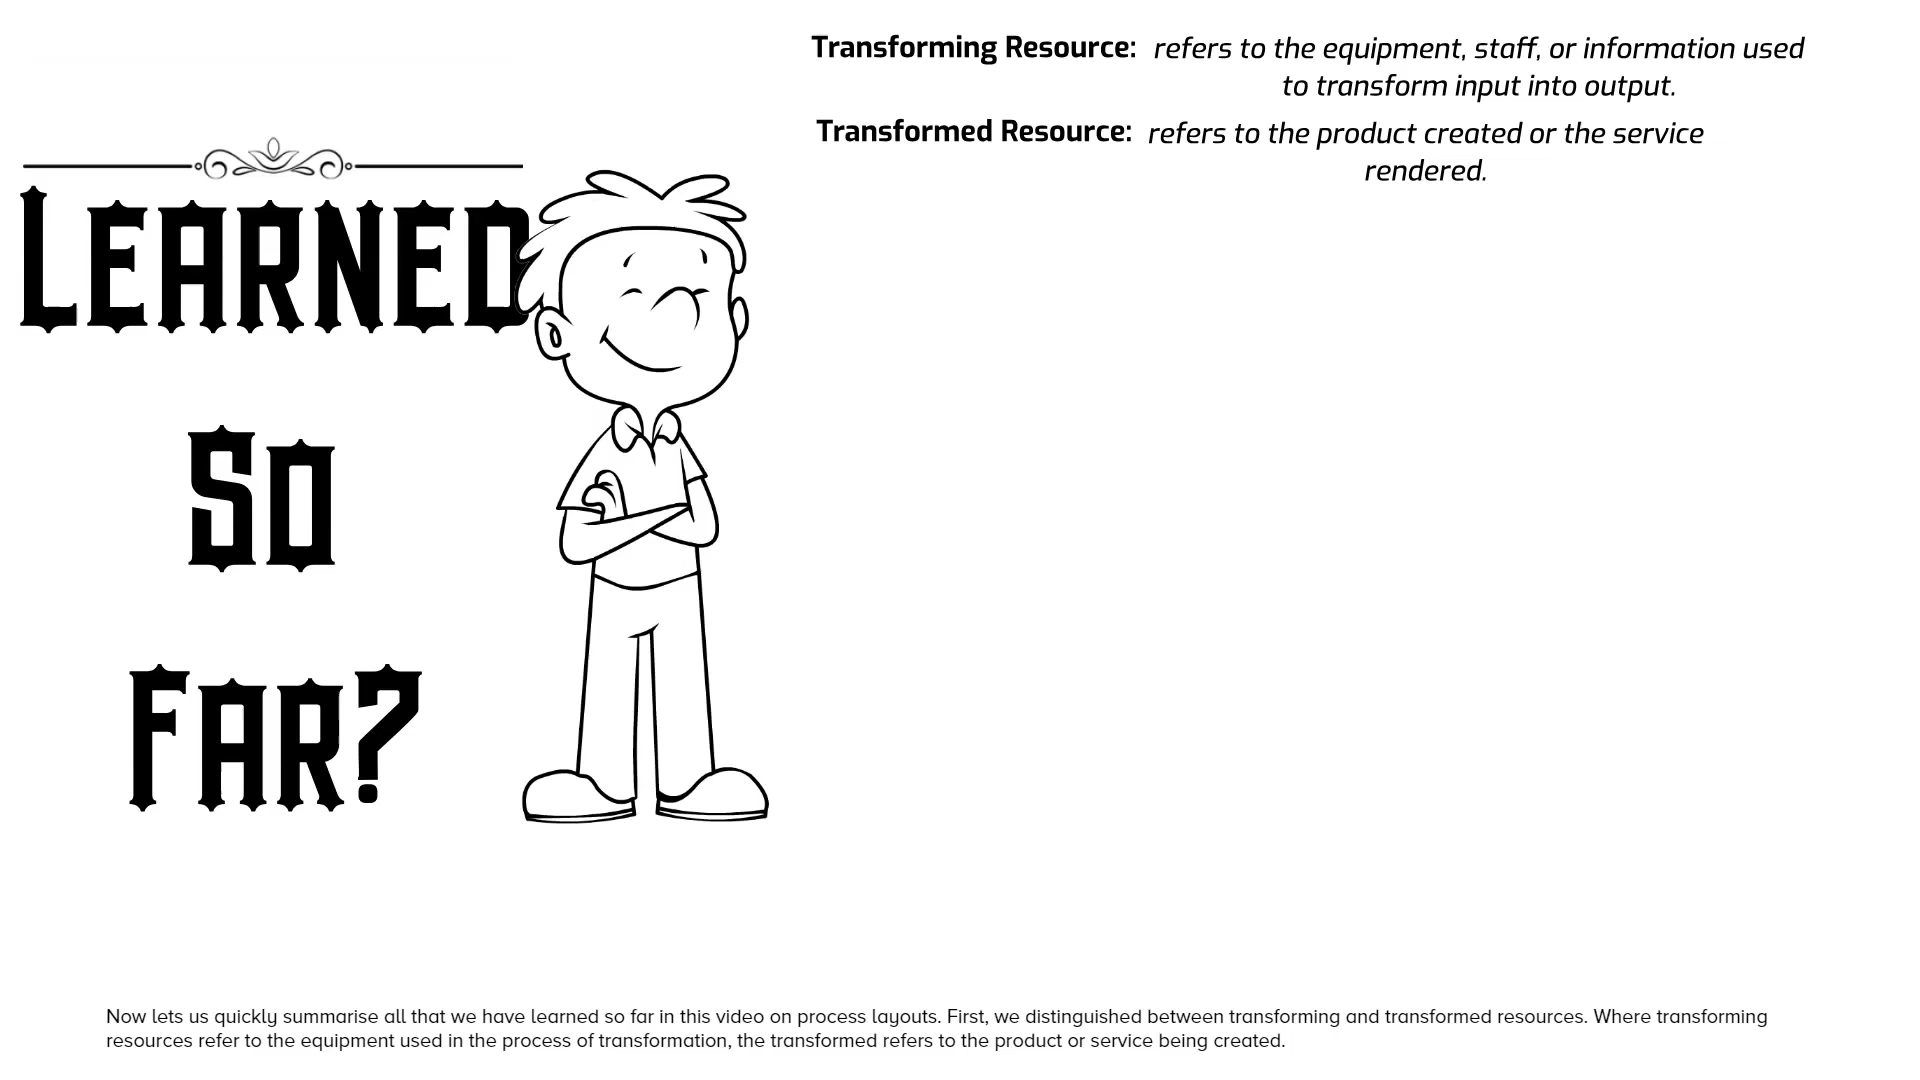 LEARNED
SO
FAR?
Transforming Resource: refers to the equipment, staff, or information used
to transform input into output.
Transformed Resource: refers to the product created or the service
rendered.
Now lets us quickly summarise all that we have learned so far in this video on process layouts. First, we distinguished between transforming and transformed resources. Where transforming
resources refer to the equipment used in the process of transformation, the transformed refers to the product or service being created.